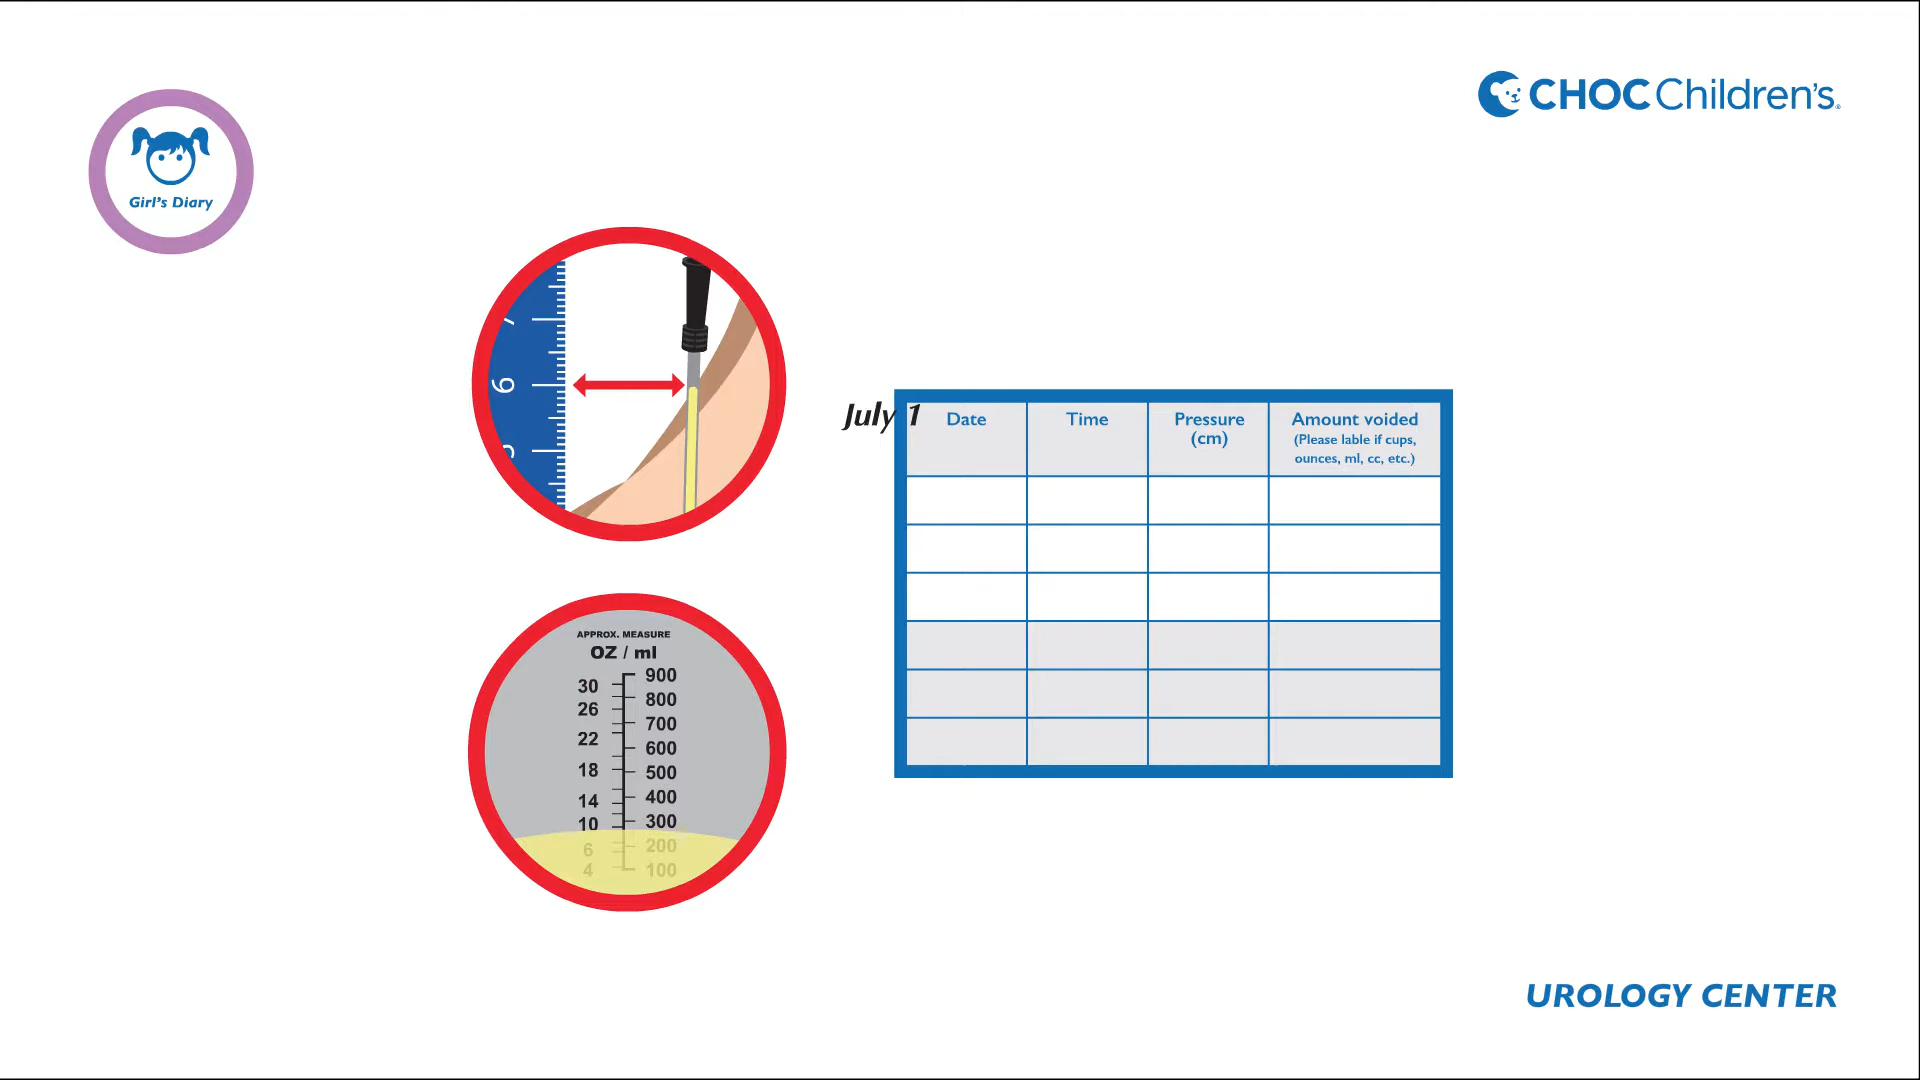 CHOC Children's®
Girl's Diary
7
6
5
July 1
Date
Time
Pressure
(cm)
Amount voided
(Please lable if cups,
ounces, ml, cc, etc.)
APPROX. MEASURE
OZ / ml
30 900
26 800
22 700
600
18 500
14 400
10 300
6 200
4 100
UROLOGY CENTER